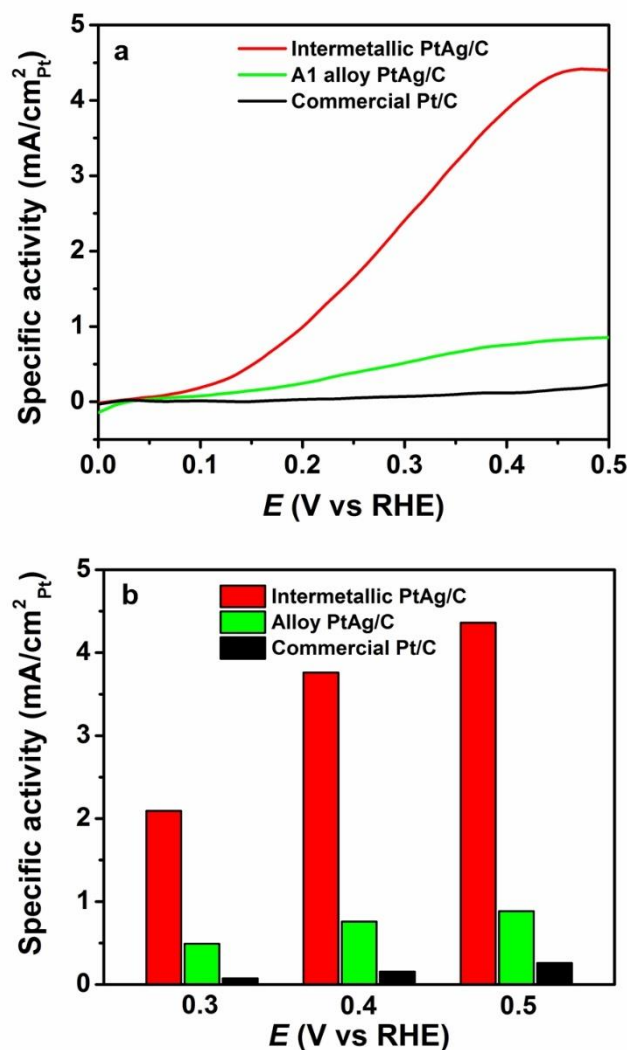 a
Intermetallic PtAg/C
A1 alloy PtAg/C
Commercial Pt/C
Specific activity (mA/cm²Pt)
5
4
3
2
1
0
0.0 0.1 0.2 0.3 0.4 0.5
E (V vs RHE)
b
Intermetallic PtAg/C
Alloy PtAg/C
Commercial Pt/C
Specific activity (mA/cm²Pt)
5
4
3
2
1
0
0.3 0.4 0.5
E (V vs RHE)